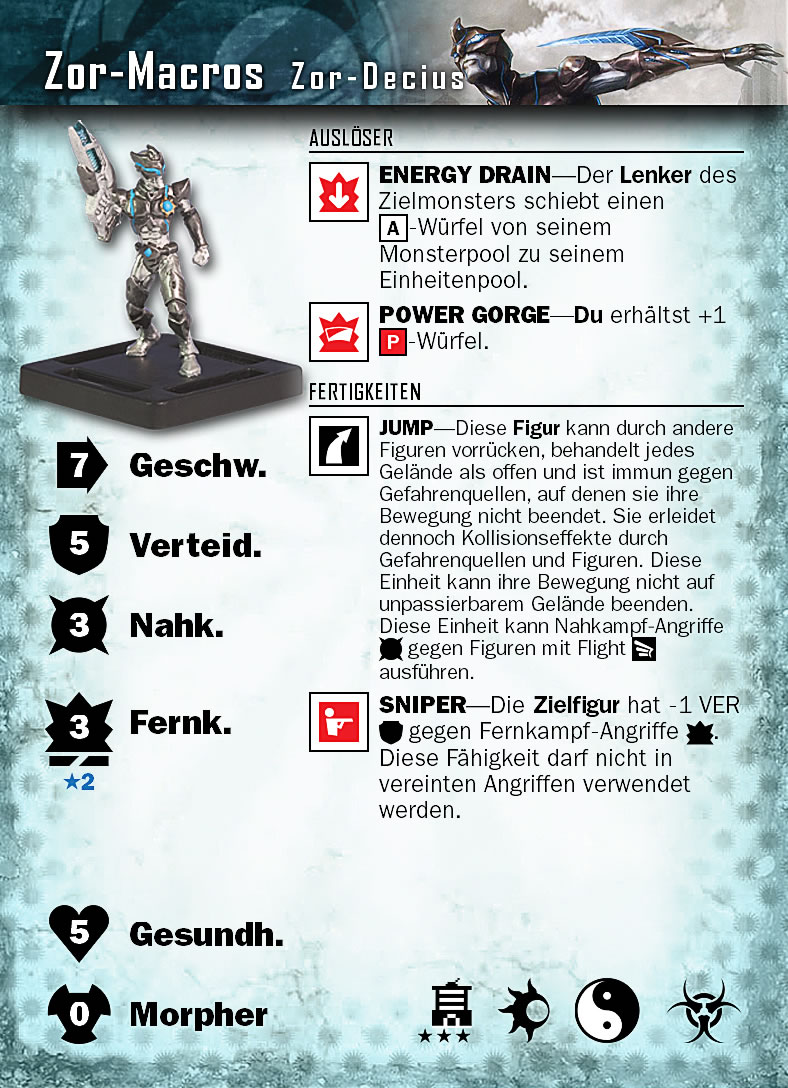 Zor-Macros Zor-Decius
AUSLÖSER
ENERGY DRAIN—Der Lenker des
Zielmonsters schiebt einen
A-Würfel von seinem
Monsterpool zu seinem
Einheitenpool.
POWER GORGE—Du erhältst +1
P-Würfel.
FERTIGKEITEN
JUMP—Diese Figur kann durch andere
Figuren vorrücken, behandelt jedes
Gelände als offen und ist immun gegen
Gefahrenquellen, auf denen sie ihre
Bewegung nicht beendet. Sie erleidet
dennoch Kollisionseffekte durch
Gefahrenquellen und Figuren. Diese
Einheit kann ihre Bewegung nicht auf
unpassierbarem Gelände beenden.
Diese Einheit kann Nahkampf-Angriffe
gegen Figuren mit Flight
ausführen.
SNIPER—Die Zielfigur hat -1 VER
gegen Fernkampf-Angriffe .
Diese Fähigkeit darf nicht in
vereinten Angriffen verwendet
werden.
7 Geschw.
5 Verteid.
3 Nahk.
3 Fernk.
★2
5 Gesundh.
0 Morpher
★★★